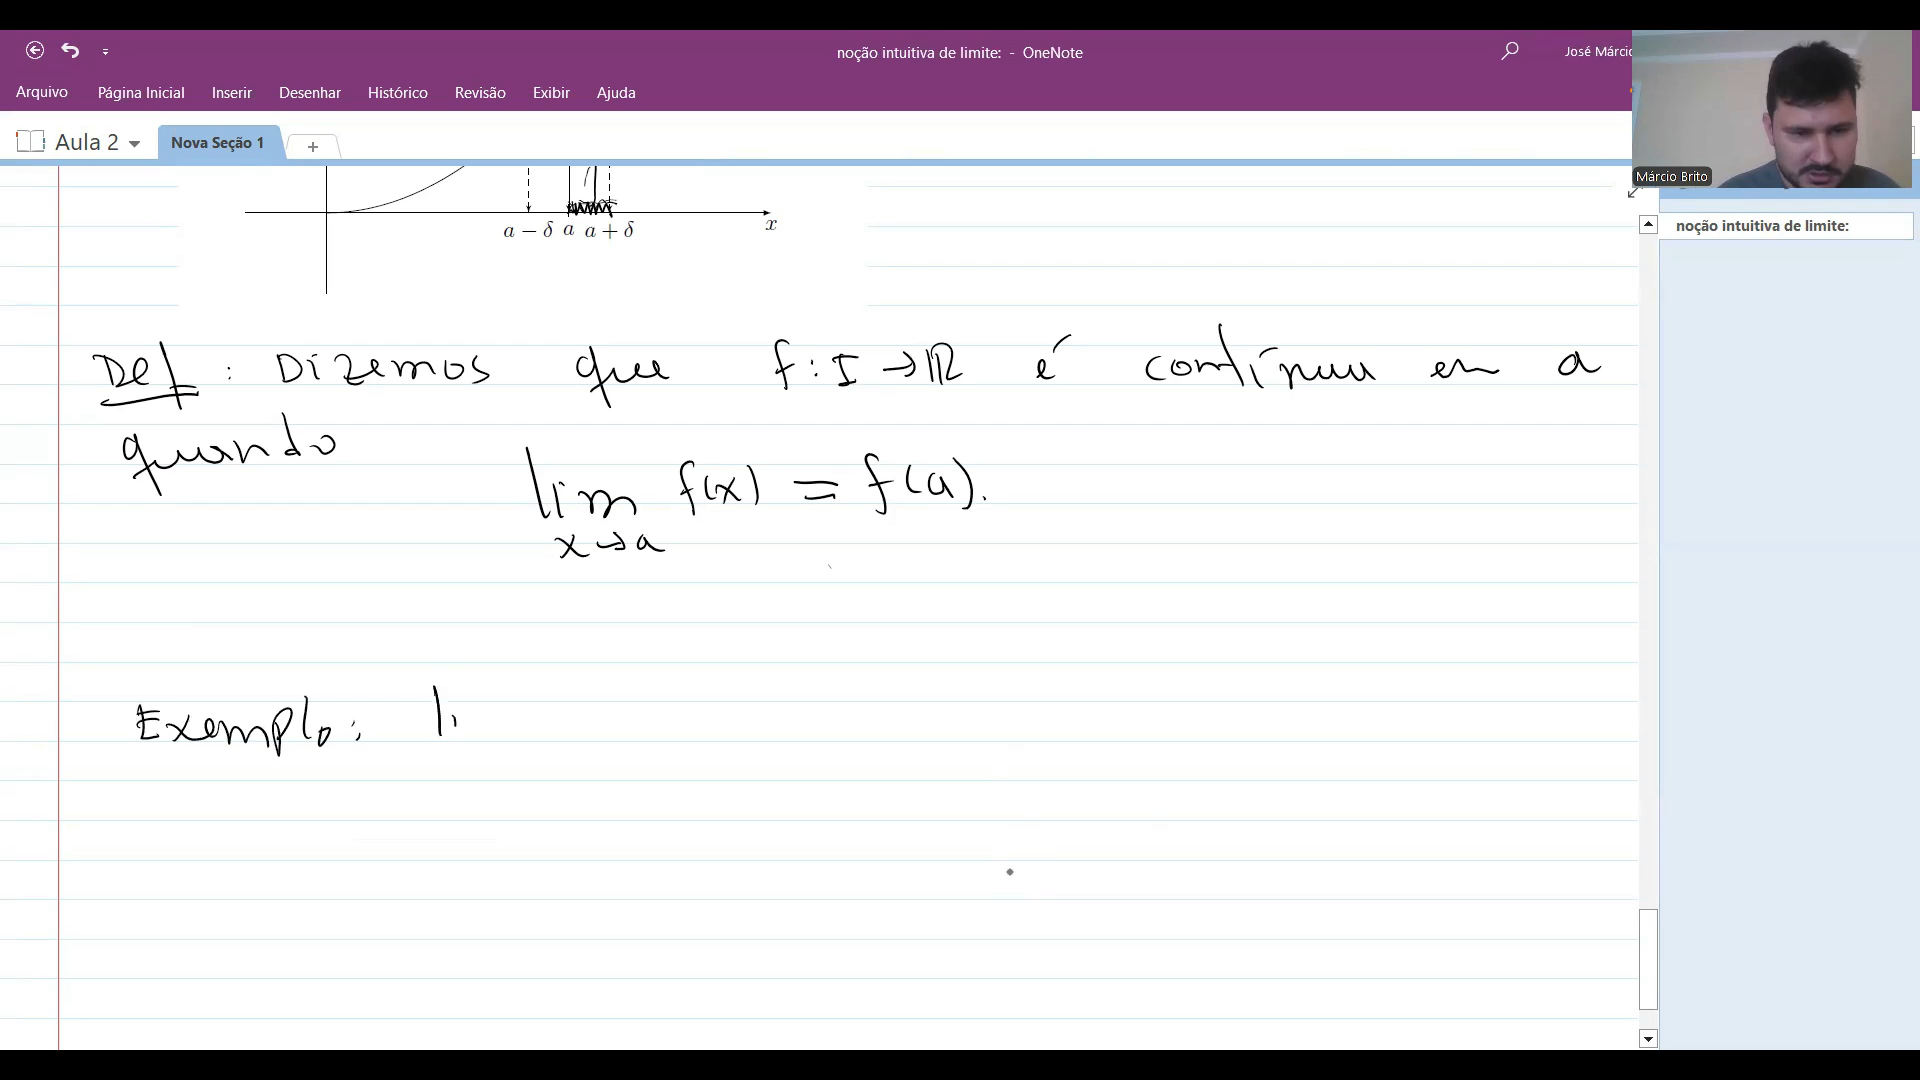 noção intuitiva de limite: - OneNote
José Márcio
Arquivo Página Inicial Inserir Desenhar Histórico Revisão Exibir Ajuda
Aula 2 Nova Seção 1 +
Márcio Brito
noção intuitiva de limite:
a − δ a a + δ x
Def: Dizemos que f: I → ℝ é contínua em a
quando
lim f(x) = f(a).
x→a
Exemplo: li